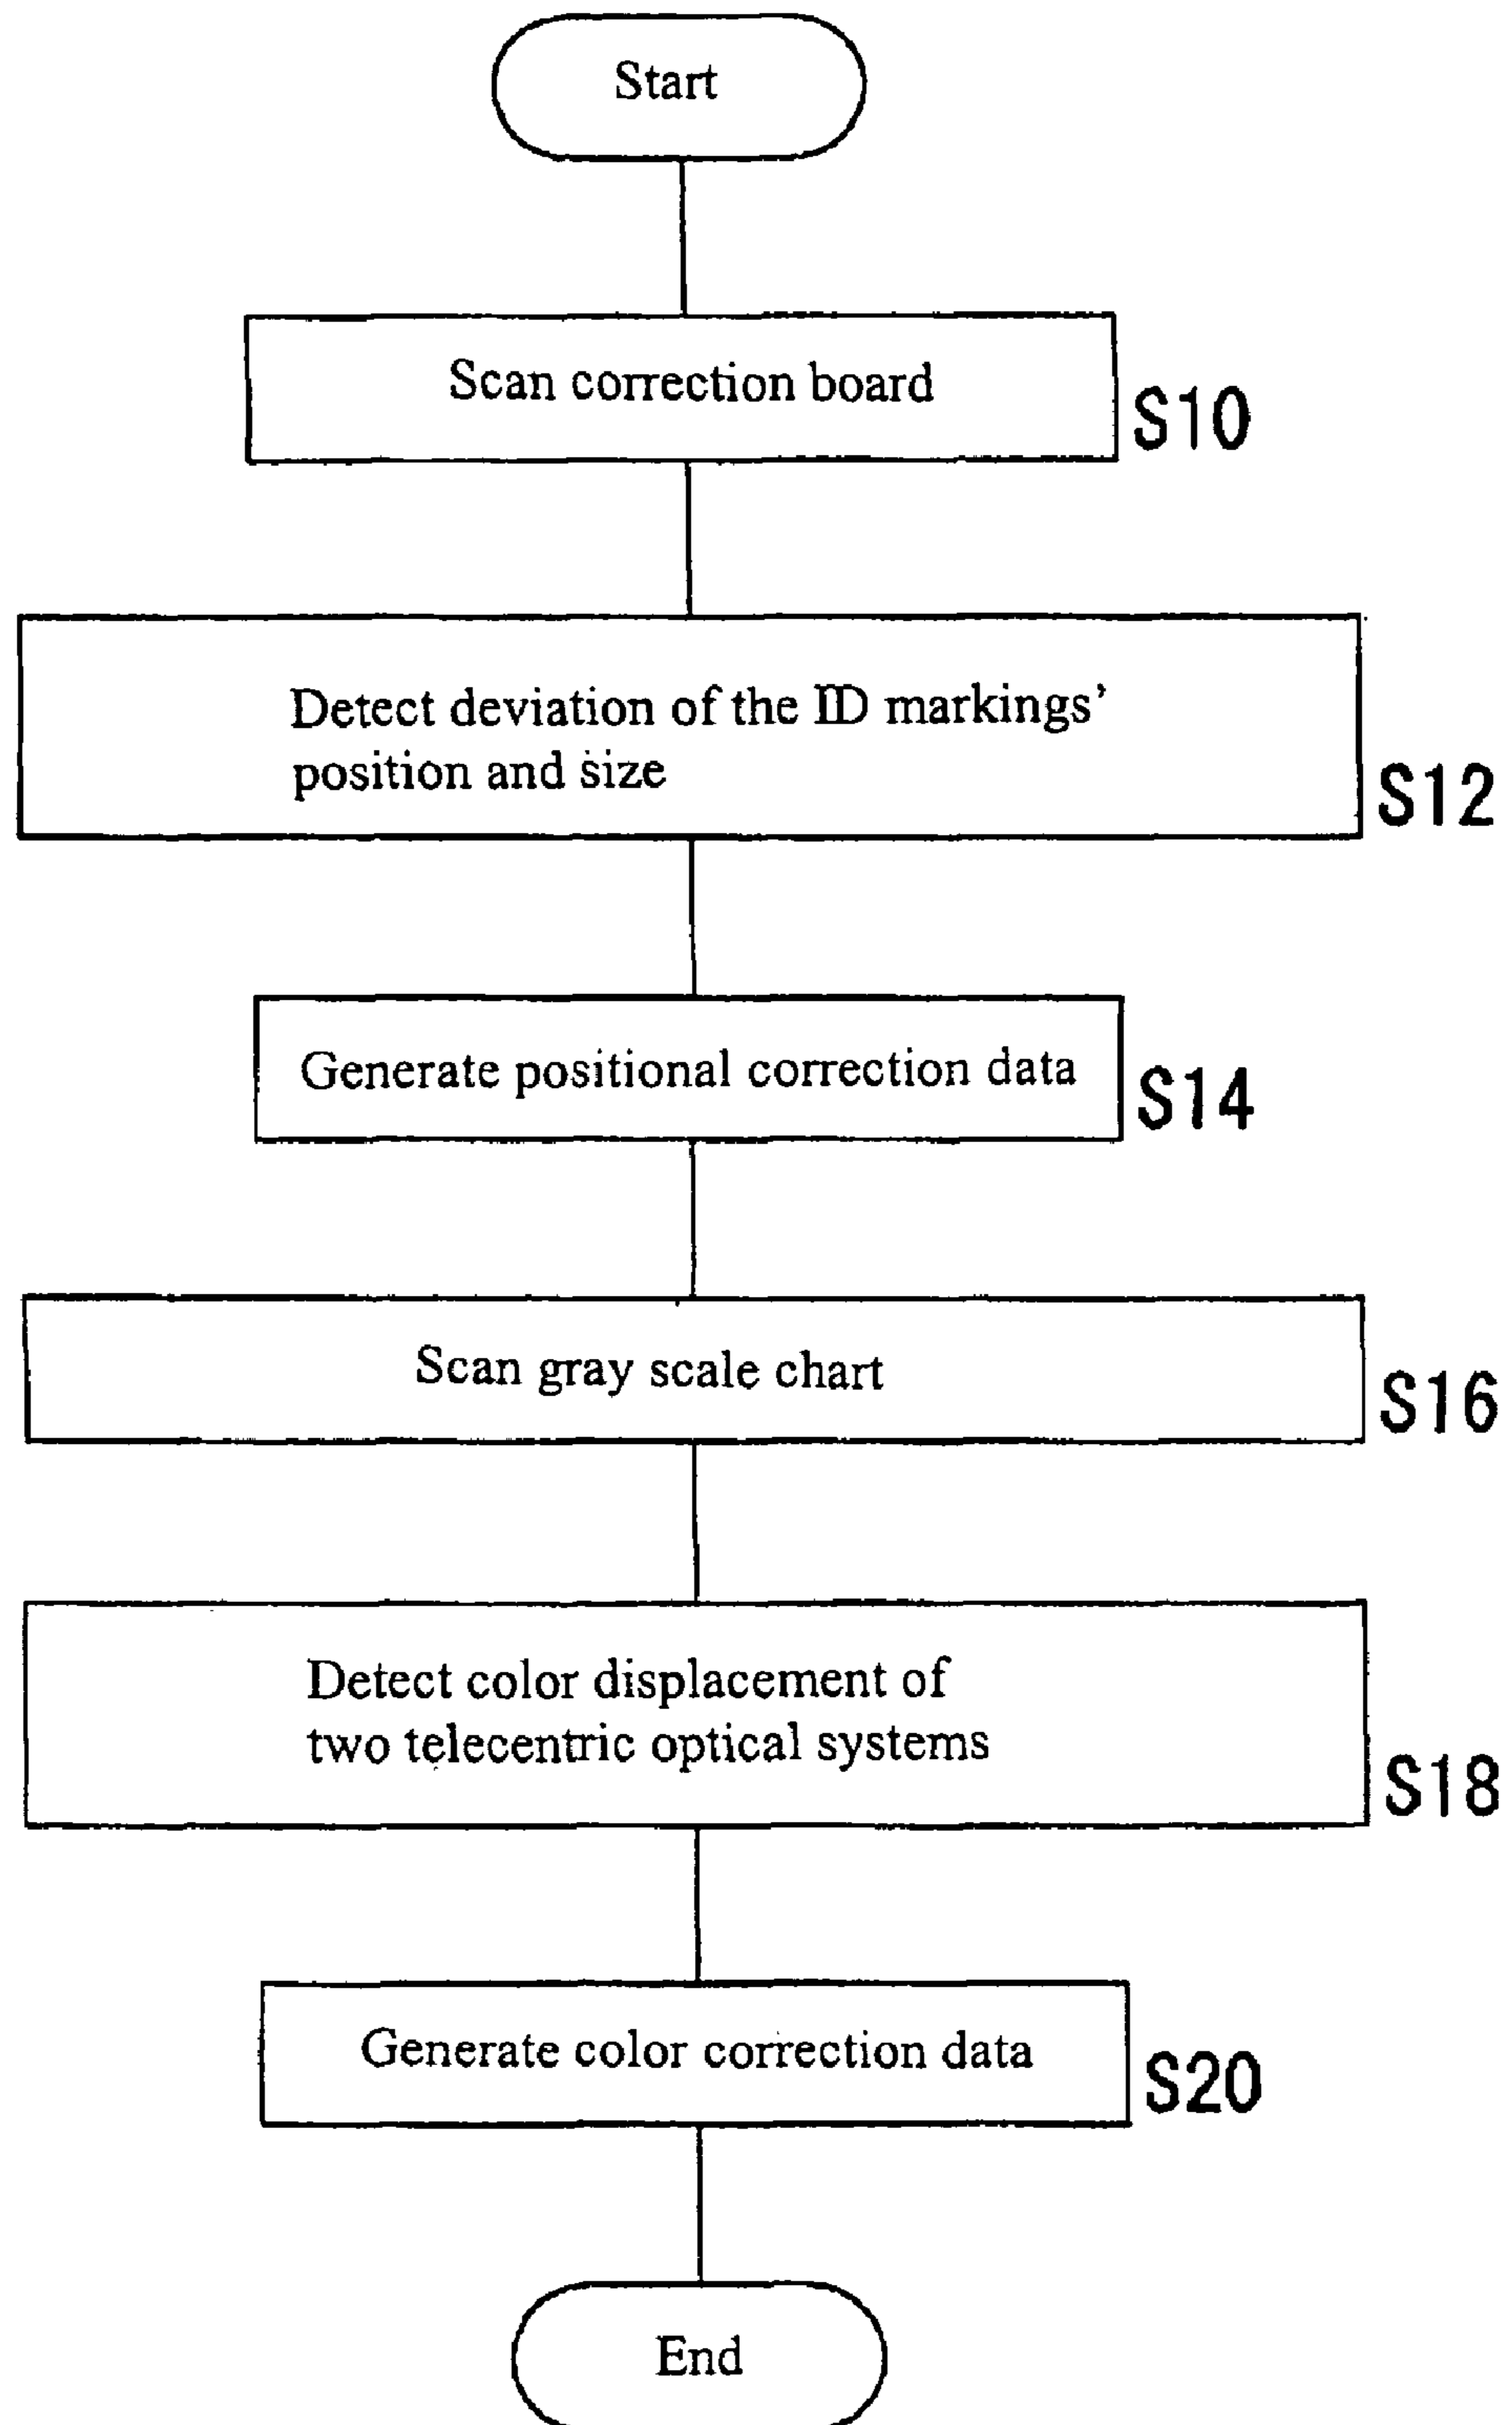 Start
Scan correction board
S10
Detect deviation of the ID markings'
position and size
S12
Generate positional correction data
S14
Scan gray scale chart
S16
Detect color displacement of
two telecentric optical systems
S18
Generate color correction data
S20
End